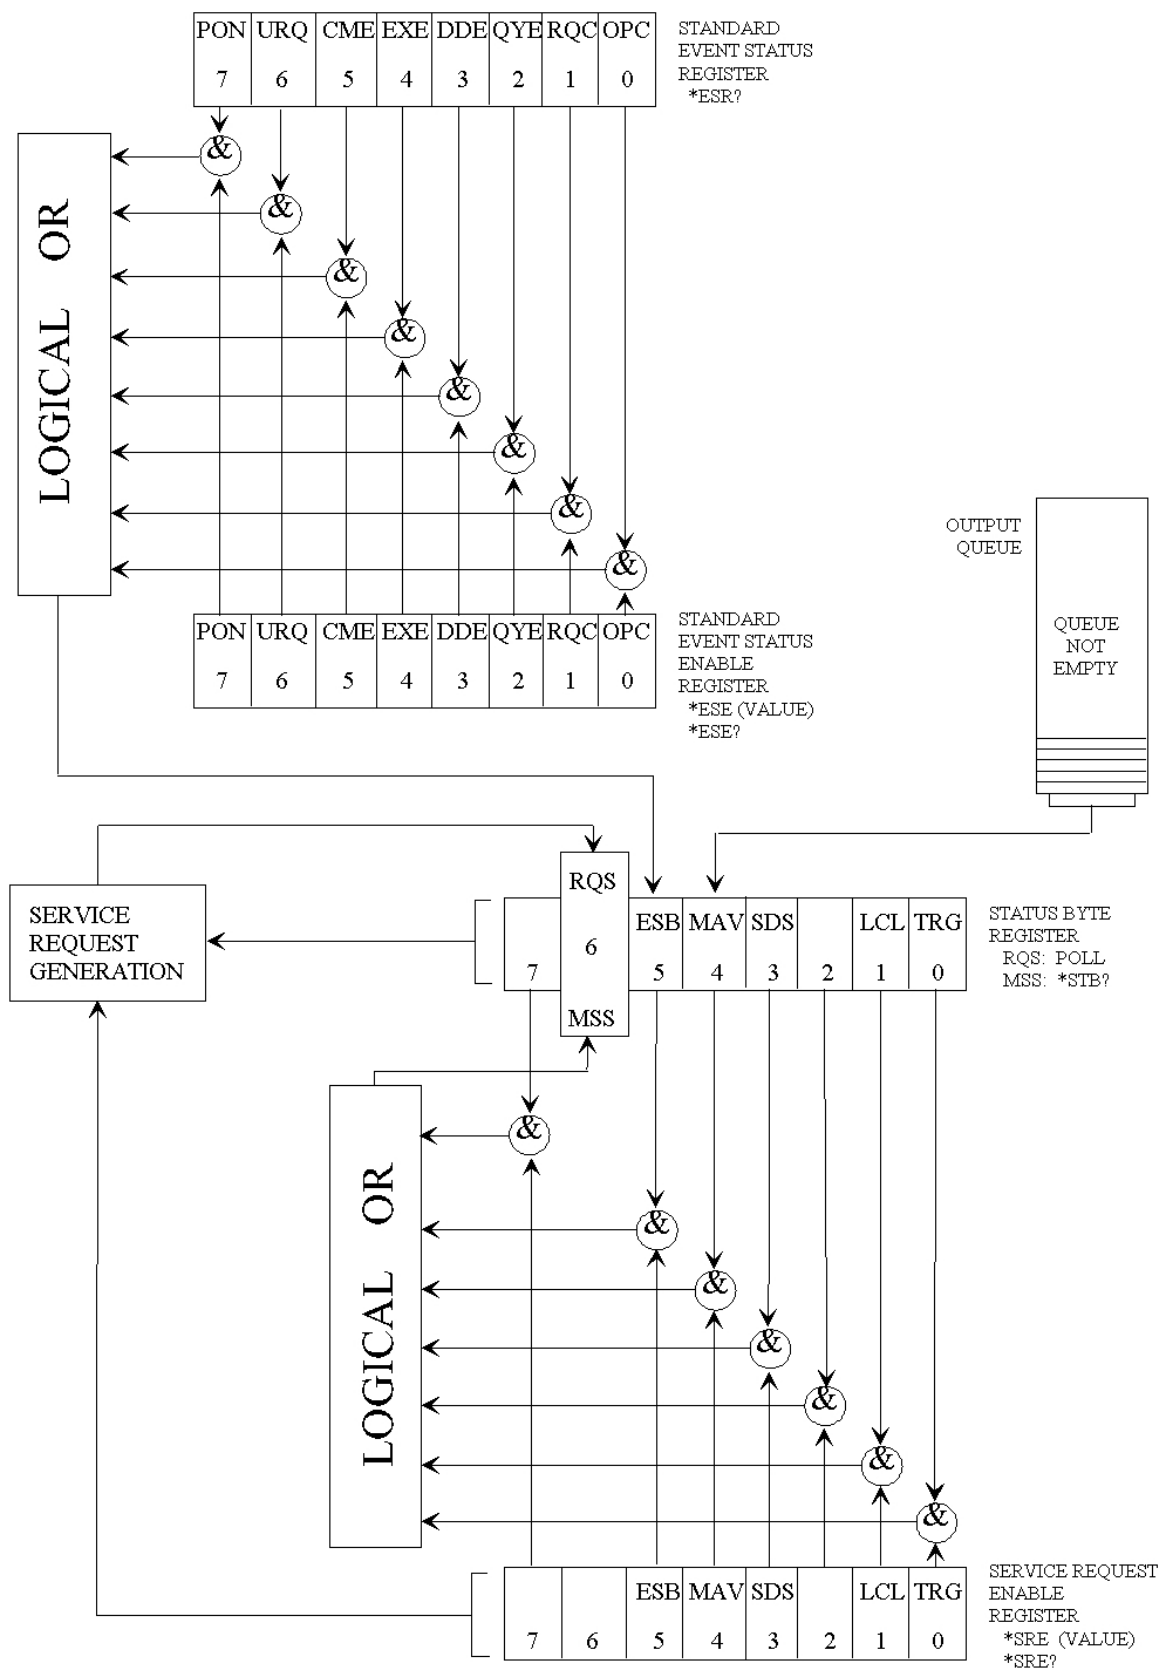 PON URQ CME EXE DDE QYE RQC OPC
7 6 5 4 3 2 1 0
STANDARD
EVENT STATUS
REGISTER
*ESR?
&
&
&
&
&
&
&
&
LOGICAL OR
PON URQ CME EXE DDE QYE RQC OPC
7 6 5 4 3 2 1 0
STANDARD
EVENT STATUS
ENABLE
REGISTER
*ESE (VALUE)
*ESE?
OUTPUT
QUEUE
QUEUE
NOT
EMPTY
SERVICE
REQUEST
GENERATION
RQS
ESB MAV SDS LCL TRG
7 6 5 4 3 2 1 0
MSS
STATUS BYTE
REGISTER
RQS: POLL
MSS: *STB?
&
&
&
&
&
&
&
LOGICAL OR
ESB MAV SDS LCL TRG
7 6 5 4 3 2 1 0
SERVICE REQUEST
ENABLE
REGISTER
*SRE (VALUE)
*SRE?